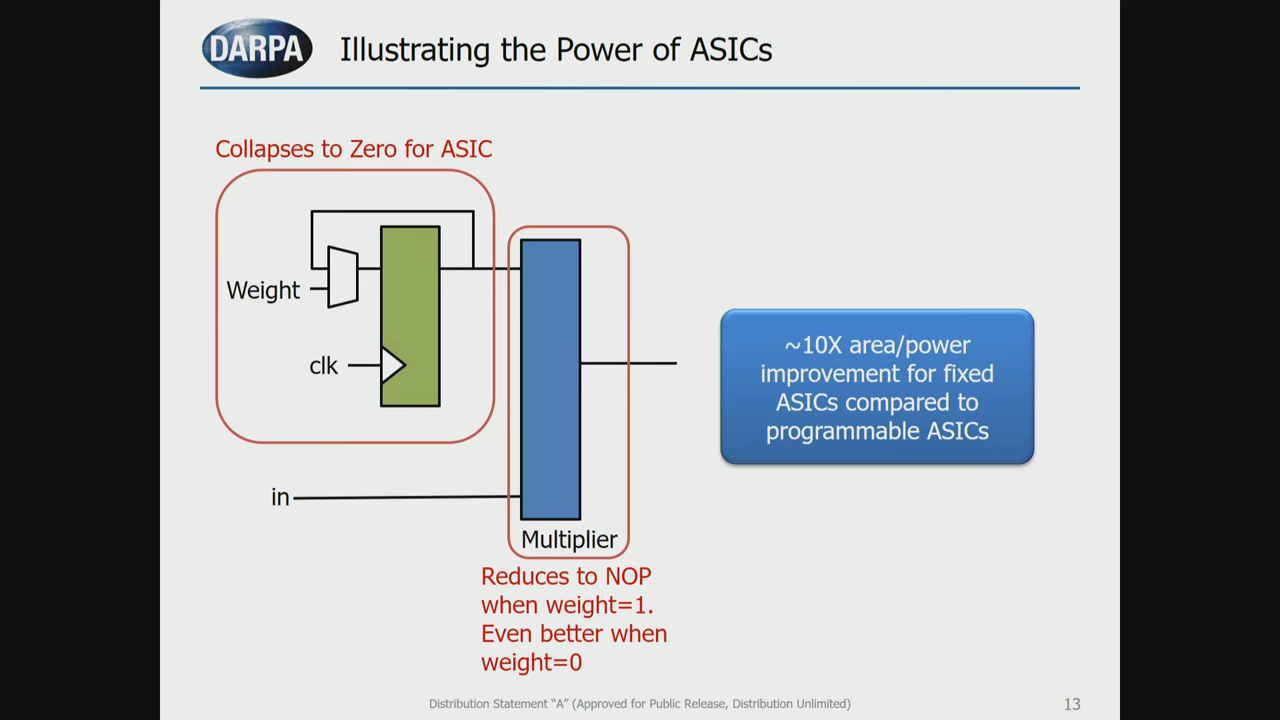 DARPA
Illustrating the Power of ASICs
Collapses to Zero for ASIC
Weight
clk
in
Multiplier
Reduces to NOP
when weight=1.
Even better when
weight=0
~10X area/power
improvement for fixed
ASICs compared to
programmable ASICs
Distribution Statement “A” (Approved for Public Release, Distribution Unlimited)
13